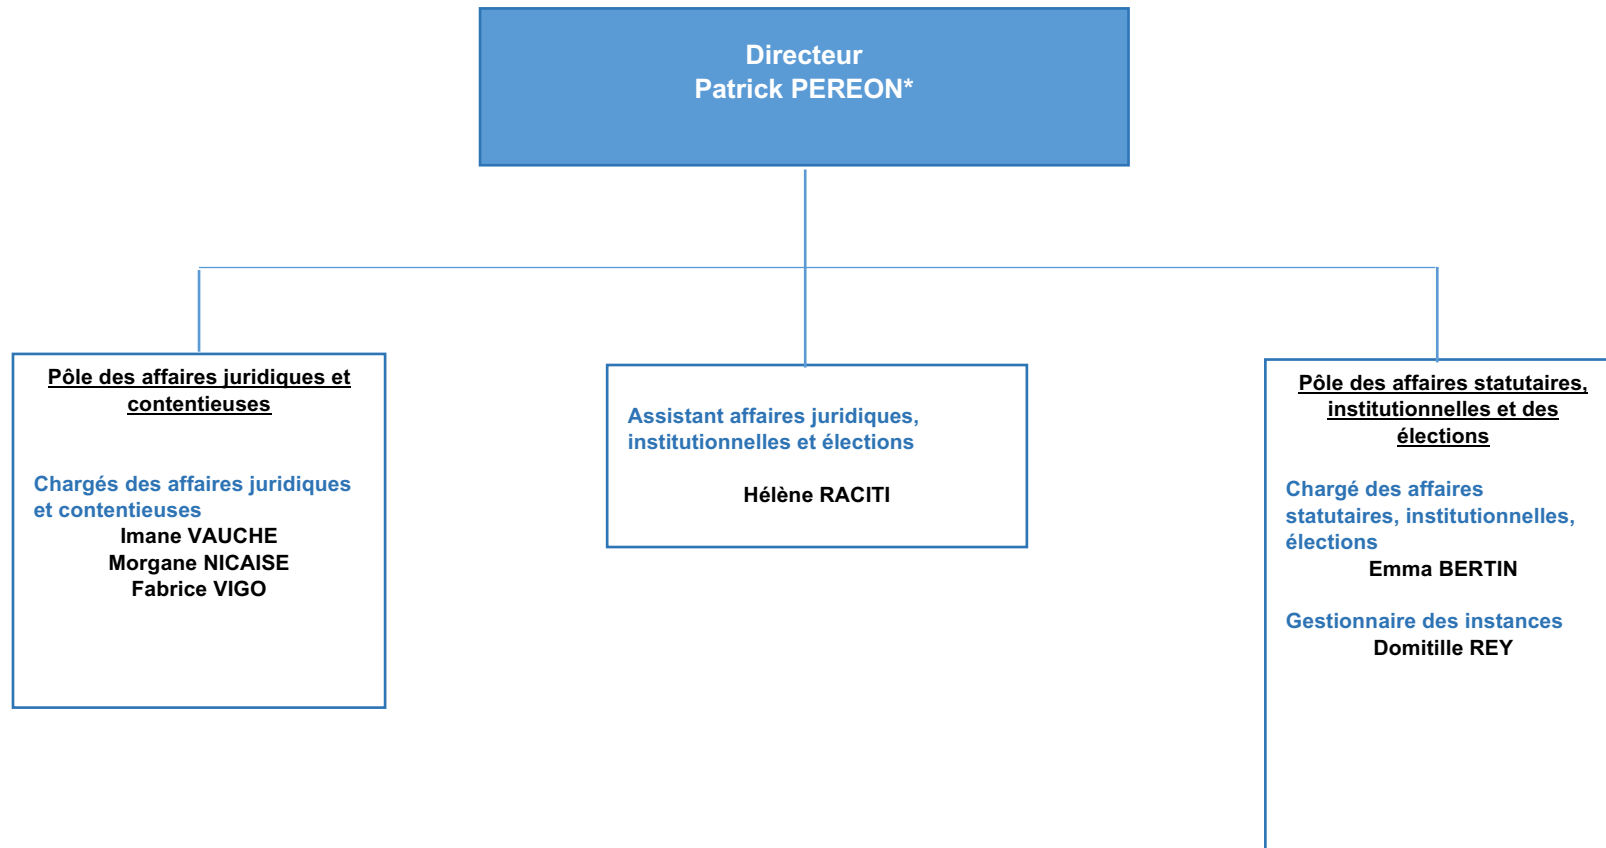 Directeur
Patrick PEREON*
Pôle des affaires juridiques et
contentieuses
Chargés des affaires juridiques
et contentieuses
Imane VAUCHE
Morgane NICAISE
Fabrice VIGO
Assistant affaires juridiques,
institutionnelles et élections
Hélène RACITI
Pôle des affaires statutaires,
institutionnelles et des
élections
Chargé des affaires
statutaires, institutionnelles,
élections
Emma BERTIN
Gestionnaire des instances
Domitille REY